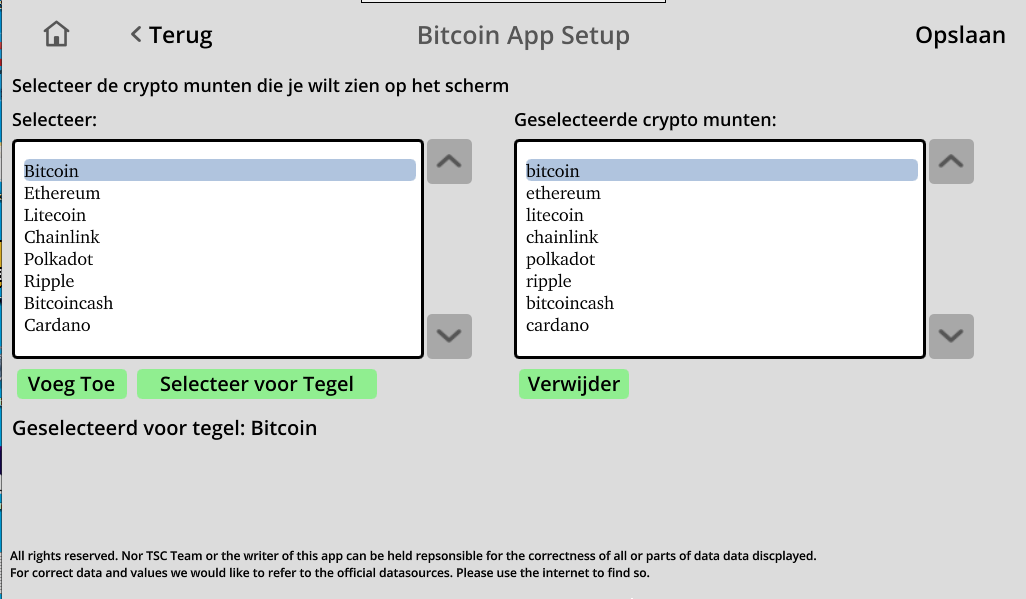 Terug
Bitcoin App Setup
Opslaan
Selecteer de crypto munten die je wilt zien op het scherm
Selecteer:
Bitcoin
Ethereum
Litecoin
Chainlink
Polkadot
Ripple
Bitcoincash
Cardano
Voeg Toe
Selecteer voor Tegel
Geselecteerde crypto munten:
bitcoin
ethereum
litecoin
chainlink
polkadot
ripple
bitcoincash
cardano
Verwijder
Geselecteerd voor tegel: Bitcoin
All rights reserved. Nor TSC Team or the writer of this app can be held repsonsible for the correctness of all or parts of data data discplayed.
For correct data and values we would like to refer to the official datasources. Please use the internet to find so.